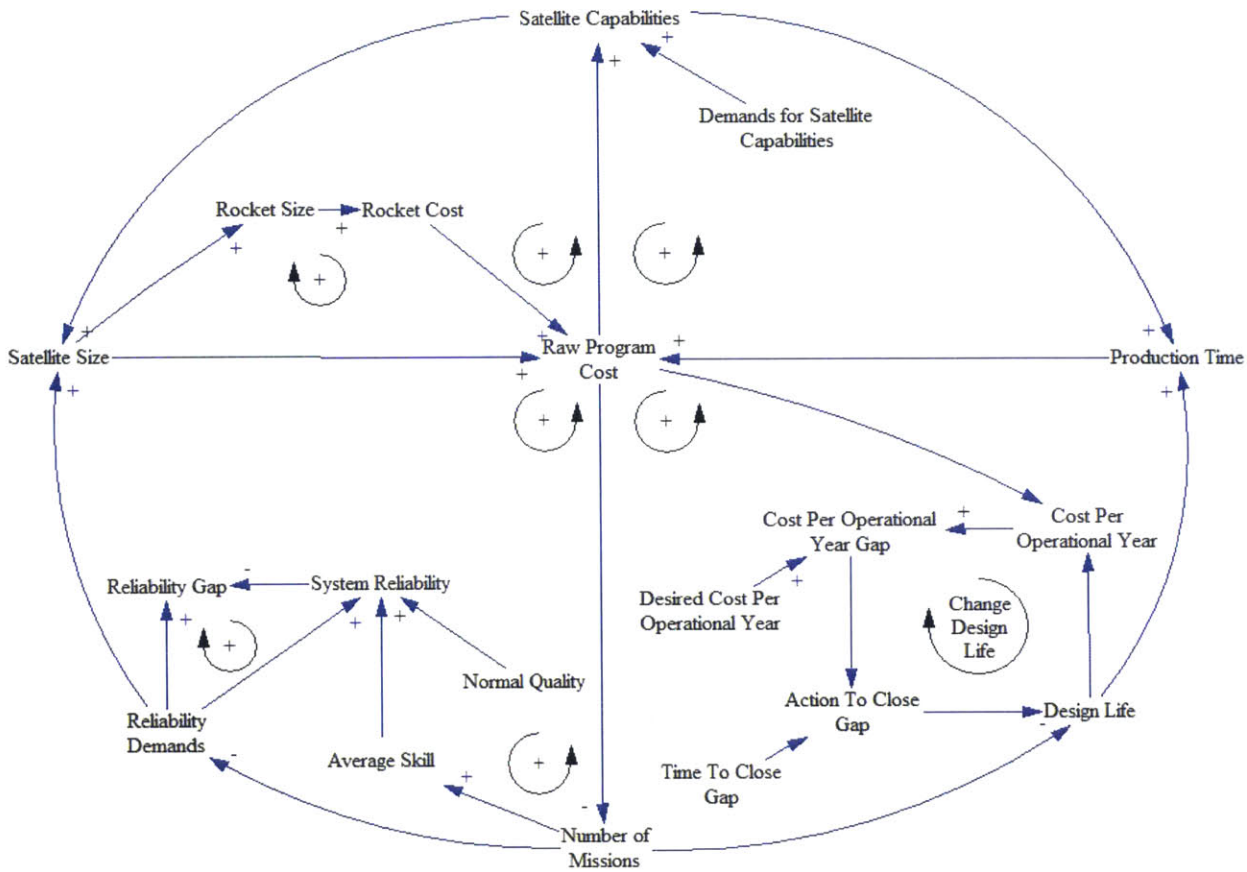 Satellite Capabilities
+
+
Demands for Satellite
Capabilities
Rocket Size
Rocket Cost
+
+
+
+
+
+
+
+
+
+
Satellite Size
Raw Program
Cost
Production Time
+
+
+
+
+
Cost Per Operational
Year Gap
+
Cost Per
Operational Year
Reliability Gap
-
System Reliability
Desired Cost Per
Operational Year
+
Change
Design
Life
+
+
+
+
Normal Quality
Reliability
Demands
-
Average Skill
+
+
Action To Close
Gap
Design Life
-
Time To Close
Gap
-
Number of
Missions